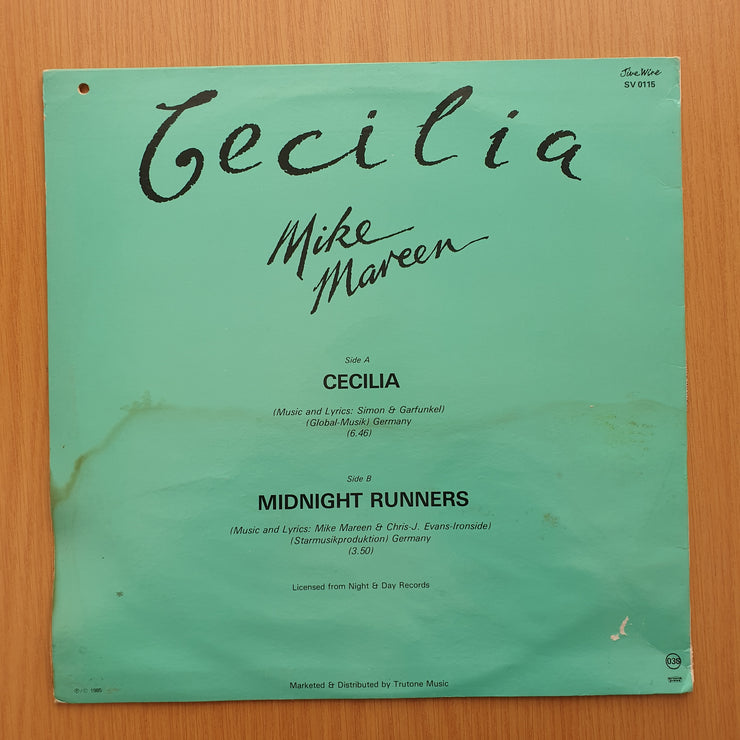 Jive Wire
SV 0115
Cecilia
Mike
Mareen
Side A
CECILIA
(Music and Lyrics: Simon & Garfunkel)
(Global-Musik) Germany
(6.46)
Side B
MIDNIGHT RUNNERS
(Music and Lyrics: Mike Mareen & Chris-J. Evans-Ironside)
(Starmusikproduktion) Germany
(3.50)
Licensed from Night & Day Records
03S
℗/© 1985
Marketed & Distributed by Trutone Music